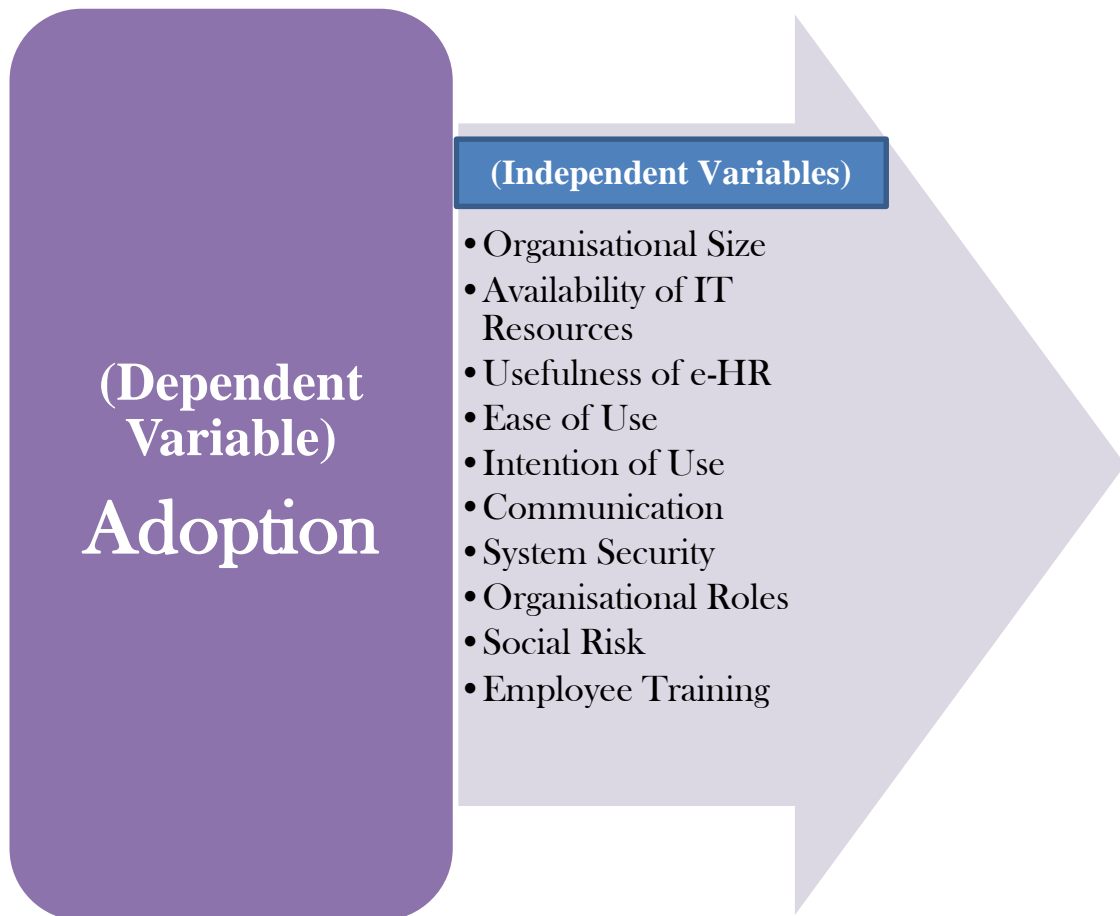 (Dependent
Variable)
Adoption
(Independent Variables)
•Organisational Size
•Availability of IT
Resources
•Usefulness of e-HR
•Ease of Use
•Intention of Use
•Communication
•System Security
•Organisational Roles
•Social Risk
•Employee Training